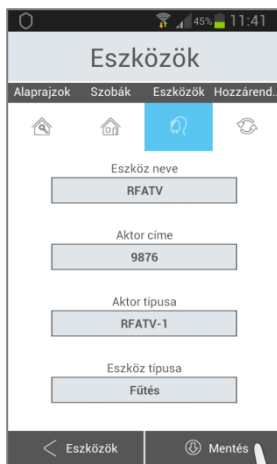 45% 11:41
Eszközök
Alaprajzok Szobák Eszközök Hozzárend..
Eszköz neve
RFATV
Aktor címe
9876
Aktor típusa
RFATV-1
Eszköz típusa
Fűtés
Eszközök Mentés